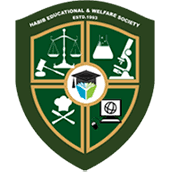 HABIB EDUCATIONAL & WELFARE SOCIETY
ESTD.1993